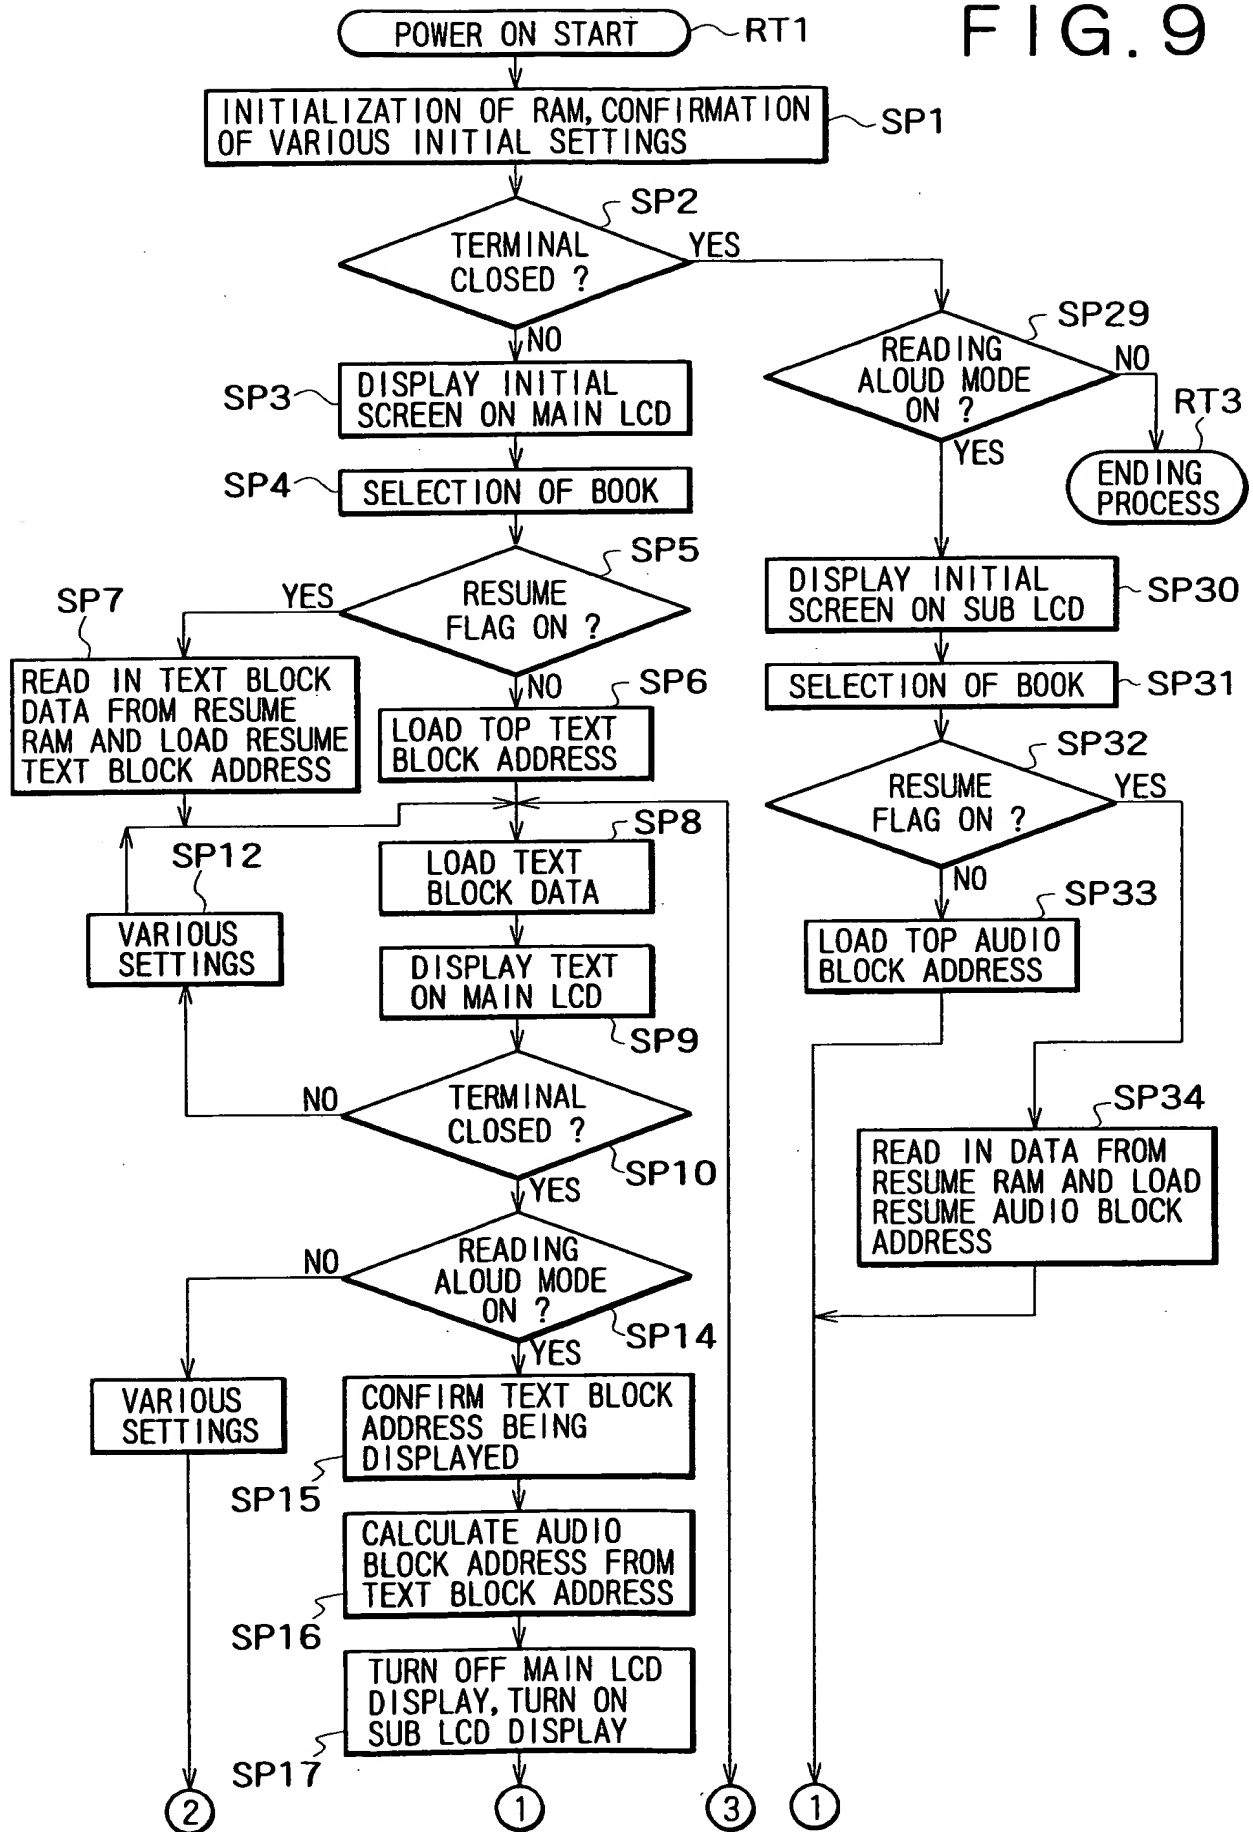 FIG. 9
POWER ON START
RT1
INITIALIZATION OF RAM, CONFIRMATION
OF VARIOUS INITIAL SETTINGS
SP1
SP2
TERMINAL
CLOSED ?
YES
NO
SP29
READING
ALOUD MODE
ON ?
NO
YES
RT3
ENDING
PROCESS
SP3
DISPLAY INITIAL
SCREEN ON MAIN LCD
SP4
SELECTION OF BOOK
SP5
RESUME
FLAG ON ?
YES
NO
SP7
READ IN TEXT BLOCK
DATA FROM RESUME
RAM AND LOAD RESUME
TEXT BLOCK ADDRESS
SP6
LOAD TOP TEXT
BLOCK ADDRESS
SP30
DISPLAY INITIAL
SCREEN ON SUB LCD
SP31
SELECTION OF BOOK
SP32
RESUME
FLAG ON ?
YES
NO
SP8
LOAD TEXT
BLOCK DATA
SP12
VARIOUS
SETTINGS
DISPLAY TEXT
ON MAIN LCD
SP9
SP33
LOAD TOP AUDIO
BLOCK ADDRESS
TERMINAL
CLOSED ?
NO
SP10
YES
SP34
READ IN DATA FROM
RESUME RAM AND LOAD
RESUME AUDIO BLOCK
ADDRESS
READING
ALOUD MODE
ON ?
NO
SP14
YES
VARIOUS
SETTINGS
CONFIRM TEXT BLOCK
ADDRESS BEING
DISPLAYED
SP15
CALCULATE AUDIO
BLOCK ADDRESS FROM
TEXT BLOCK ADDRESS
SP16
TURN OFF MAIN LCD
DISPLAY, TURN ON
SUB LCD DISPLAY
SP17
2
1
3
1